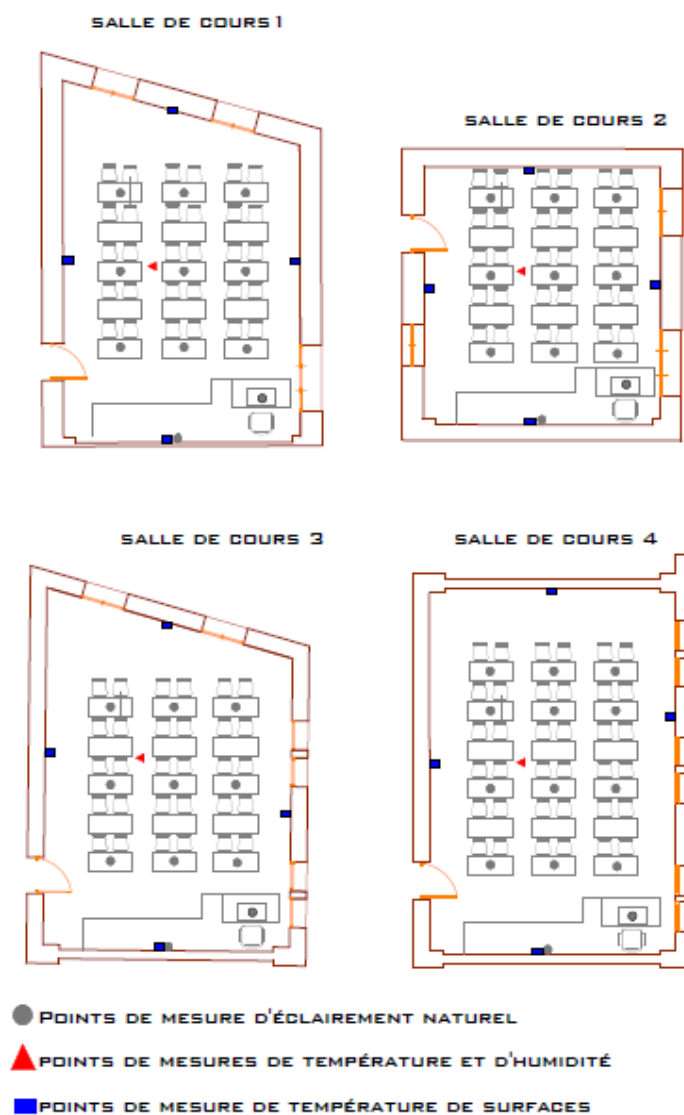 SALLE DE COURS 1
SALLE DE COURS 2
SALLE DE COURS 3
SALLE DE COURS 4
POINTS DE MESURE D'ÉCLAIREMENT NATUREL
POINTS DE MESURES DE TEMPÉRATURE ET D'HUMIDITÉ
POINTS DE MESURE DE TEMPÉRATURE DE SURFACES